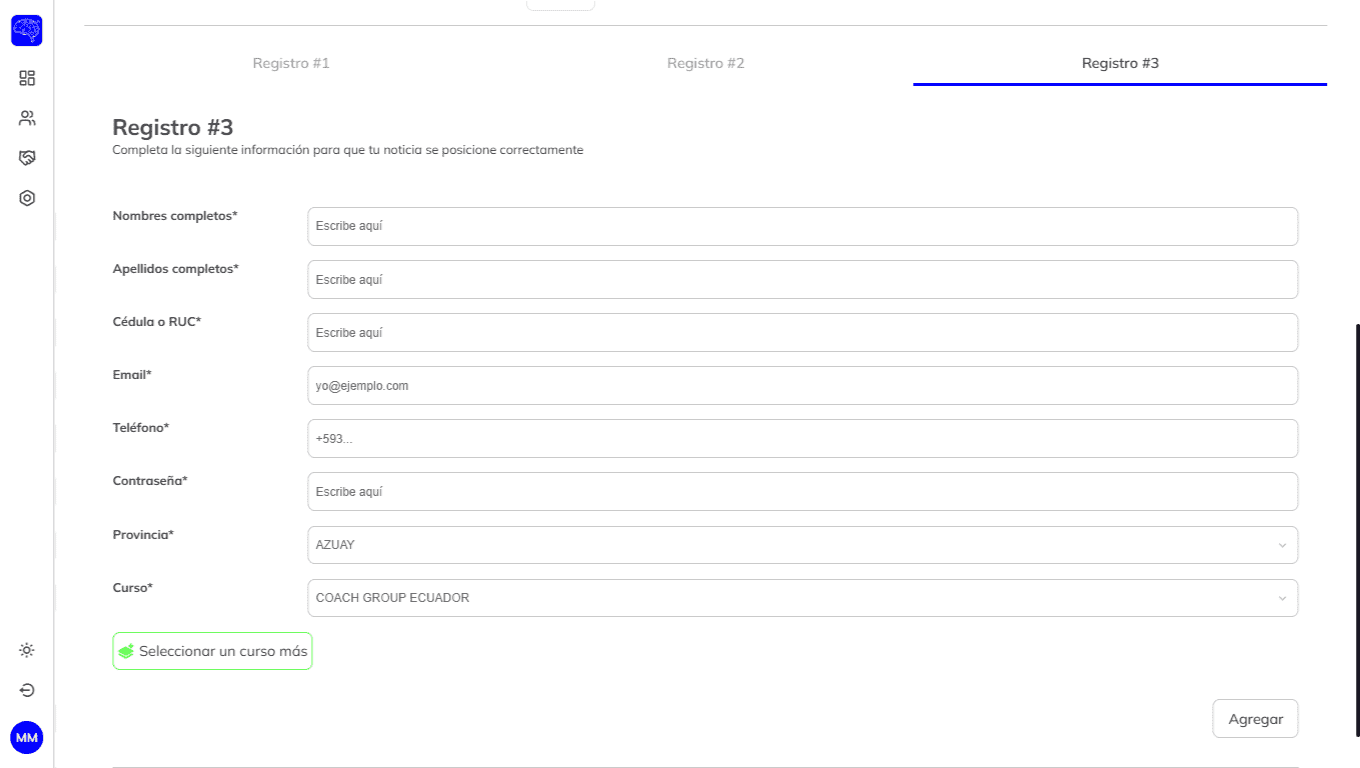 Registro #1
Registro #2
Registro #3
Registro #3
Completa la siguiente información para que tu noticia se posicione correctamente
Nombres completos*
Escribe aquí
Apellidos completos*
Escribe aquí
Cédula o RUC*
Escribe aquí
Email*
yo@ejemplo.com
Teléfono*
+593...
Contraseña*
Escribe aquí
Provincia*
AZUAY
Curso*
COACH GROUP ECUADOR
Seleccionar un curso más
Agregar
MM